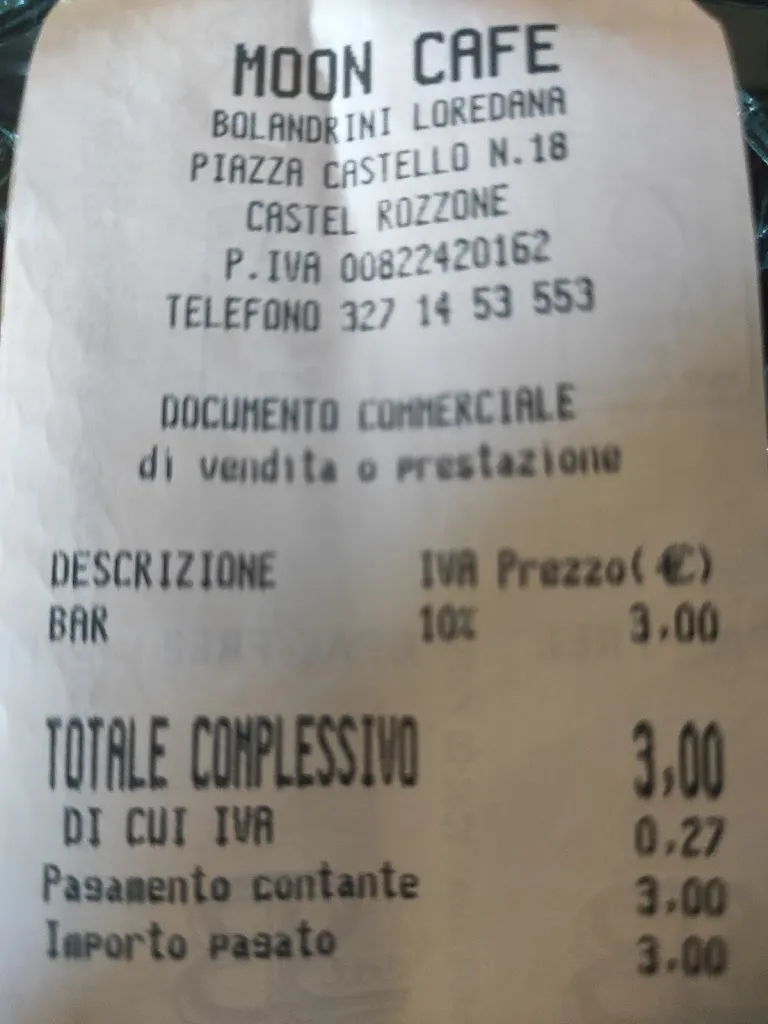 MOON CAFE
BOLANDRINI LOREDANA
PIAZZA CASTELLO N.18
CASTEL ROZZONE
P.IVA 00822420162
TELEFONO 327 14 53 553
DOCUMENTO COMMERCIALE
di vendita o prestazione
DESCRIZIONE IVA Prezzo(€)
BAR 10% 3,00
TOTALE COMPLESSIVO 3,00
DI CUI IVA 0,27
Pagamento contante 3,00
Importo pagato 3,00